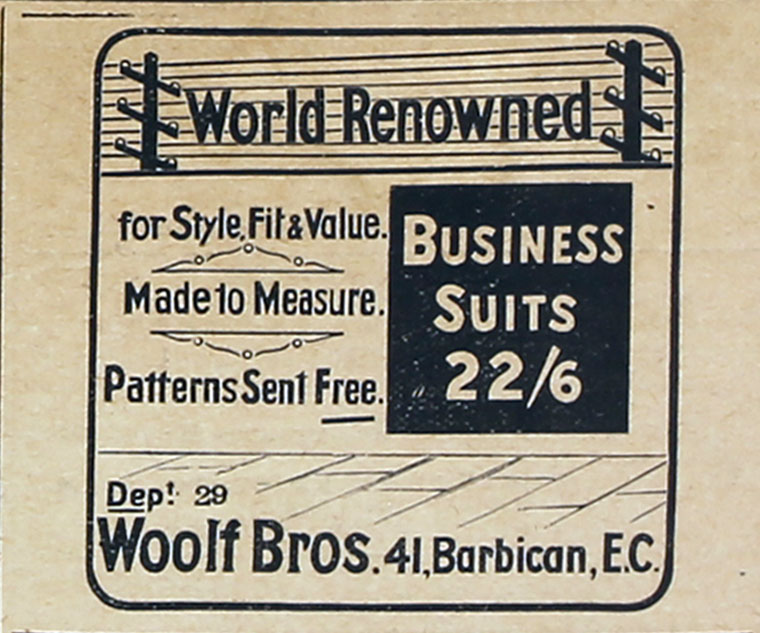 World Renowned
for Style, Fit & Value.
Made to Measure.
Patterns Sent Free.
BUSINESS
SUITS
22/6
Dept. 29
Woolf Bros. 41, Barbican, E.C.